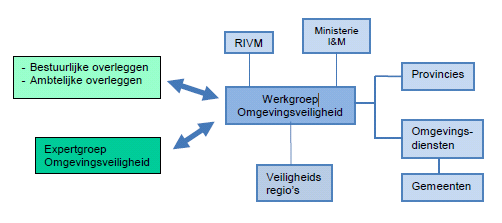 RIVM
Ministerie
I&M
- Bestuurlijke overleggen
- Ambtelijke overleggen
Provincies
Werkgroep
Omgevingsveiligheid
Expertgroep
Omgevingsveiligheid
Omgevings-
diensten
Veiligheids
regio's
Gemeenten